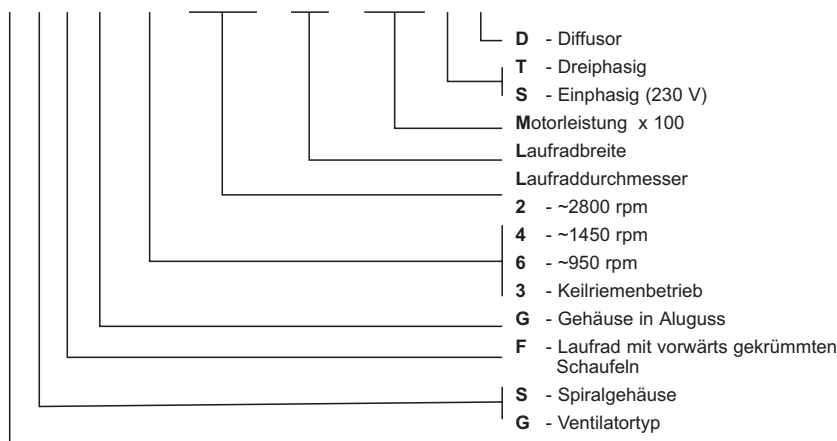 D - Diffusor
T - Dreiphasig
S - Einphasig (230 V)
Motorleistung x 100
Laufradbreite
Laufraddurchmesser
2 - ~2800 rpm
4 - ~1450 rpm
6 - ~950 rpm
3 - Keilriemenbetrieb
G - Gehäuse in Aluguss
F - Laufrad mit vorwärts gekrümmten
Schaufeln
S - Spiralgehäuse
G - Ventilatortyp